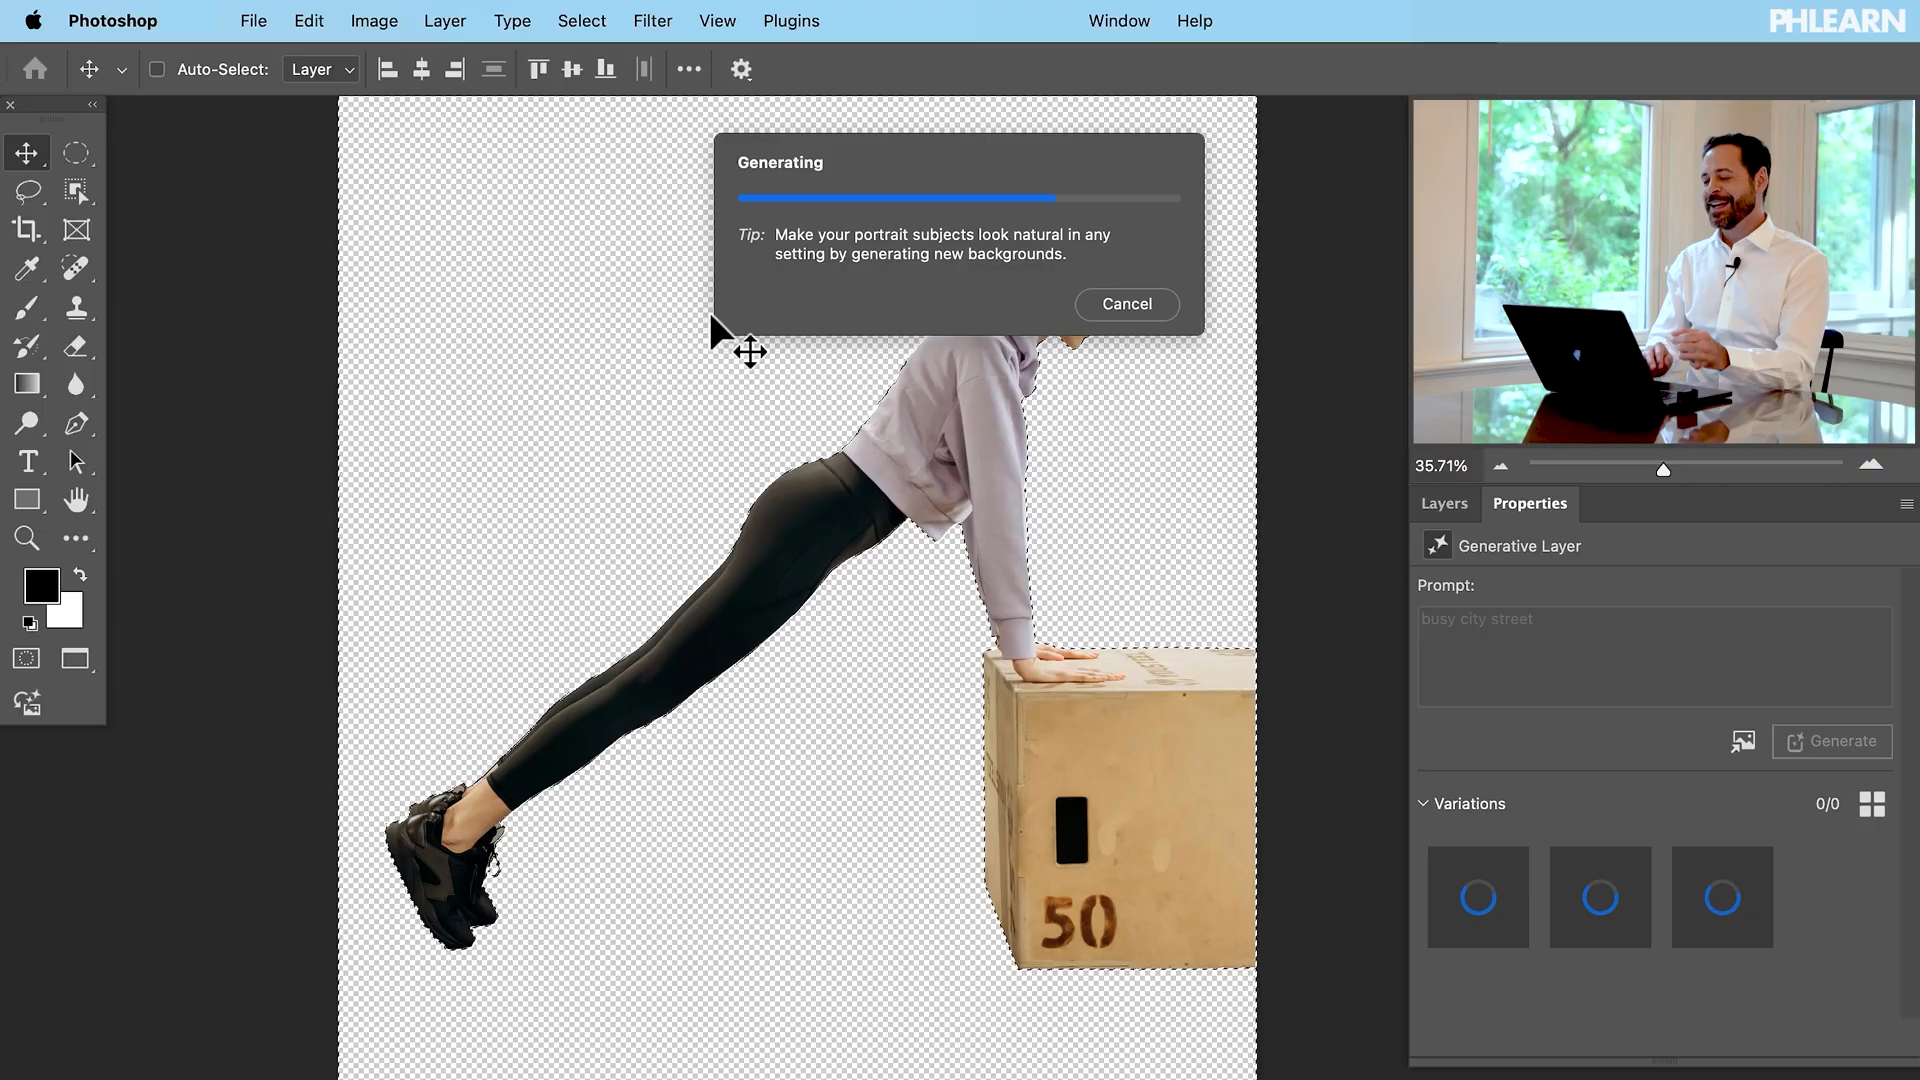 Photoshop File Edit Image Layer Type Select Filter View Plugins Window Help
PHLEARN
Auto-Select: Layer
Generating
Tip: Make your portrait subjects look natural in any
setting by generating new backgrounds.
Cancel
35.71%
Layers Properties
Generative Layer
Prompt:
busy city street
Generate
Variations 0/0
50